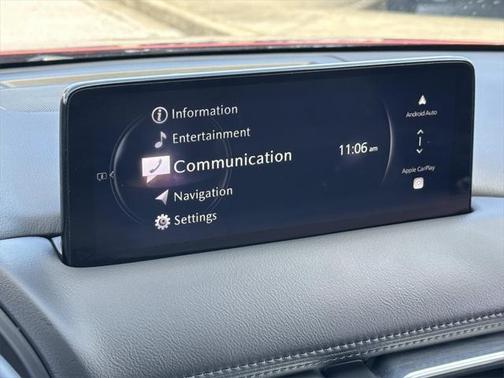 Information
Entertainment
Communication
Navigation
Settings
11:06 am
Android Auto
Apple CarPlay